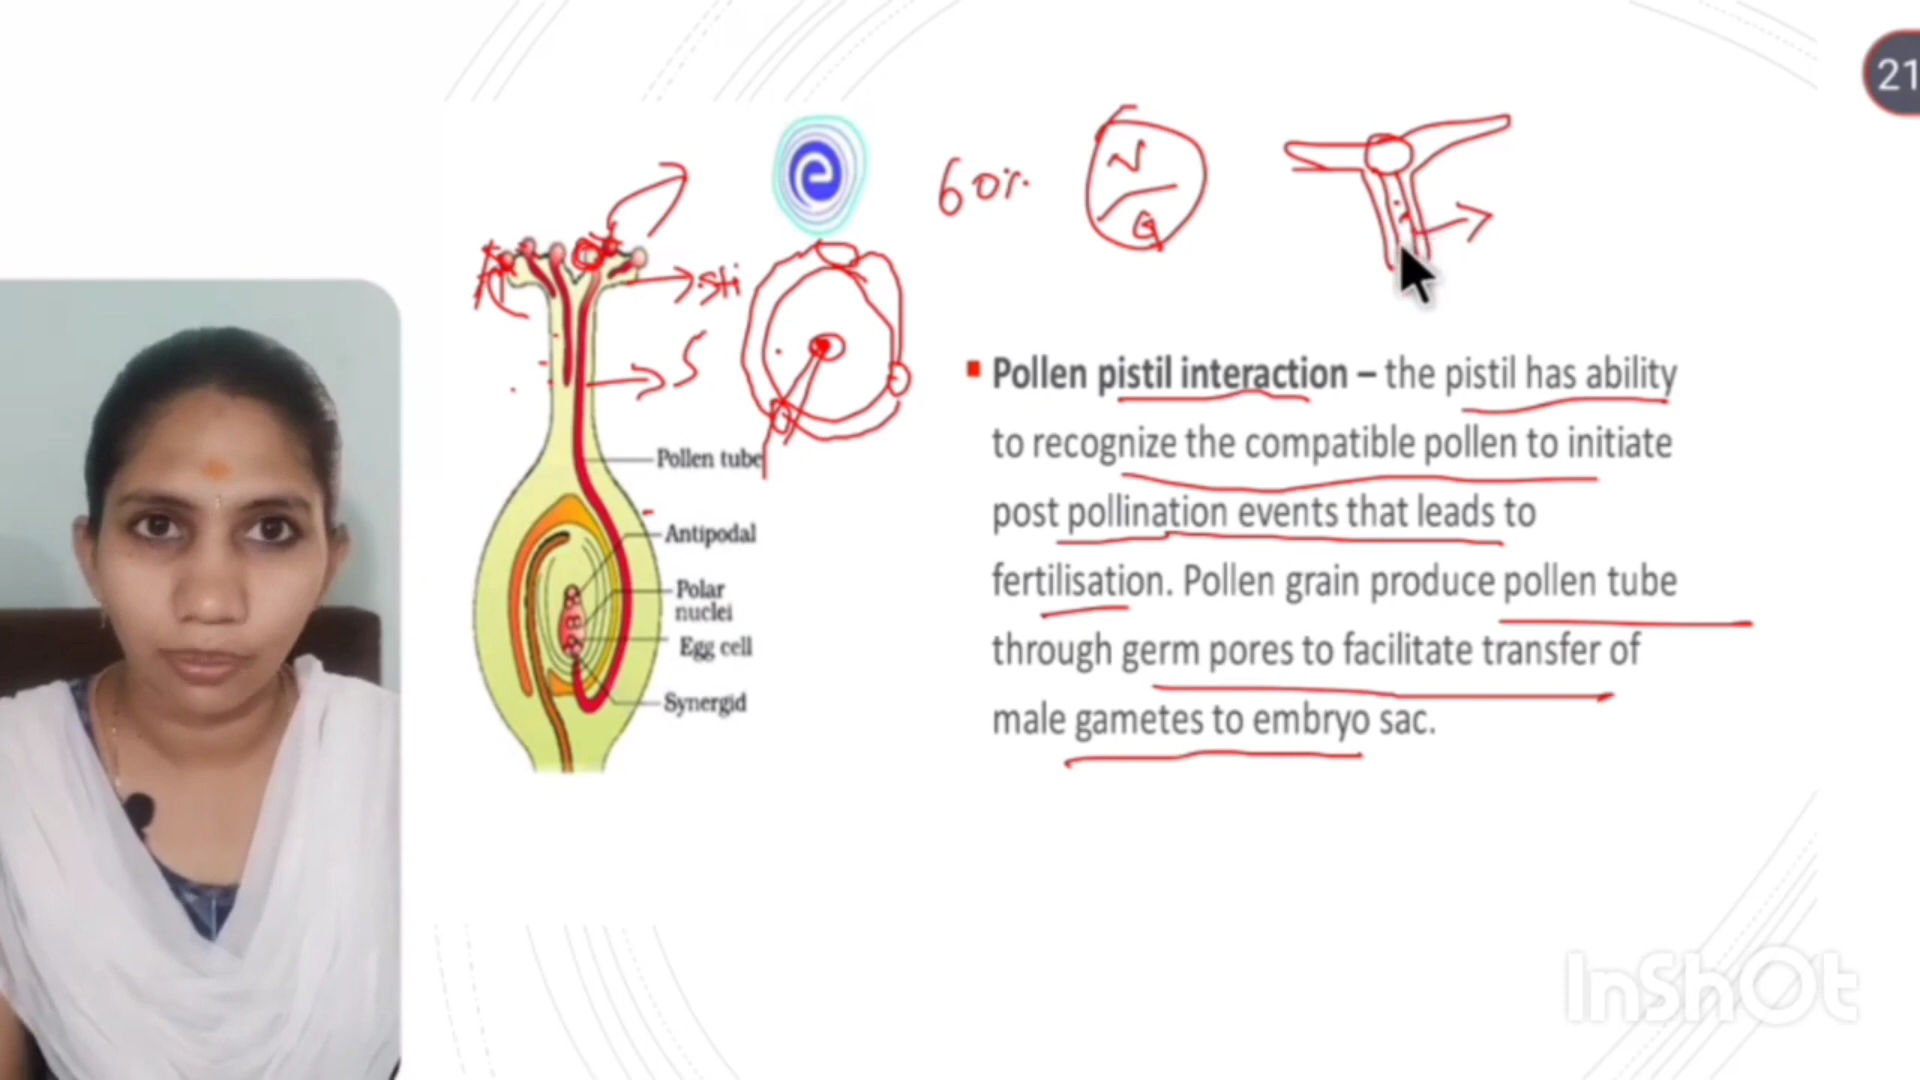 21
60%
V
G
sti
S
Pollen tube
Antipodal
Polar
nuclei
Egg cell
Synergid
Pollen pistil interaction – the pistil has ability
to recognize the compatible pollen to initiate
post pollination events that leads to
fertilisation. Pollen grain produce pollen tube
through germ pores to facilitate transfer of
male gametes to embryo sac.
InShOt